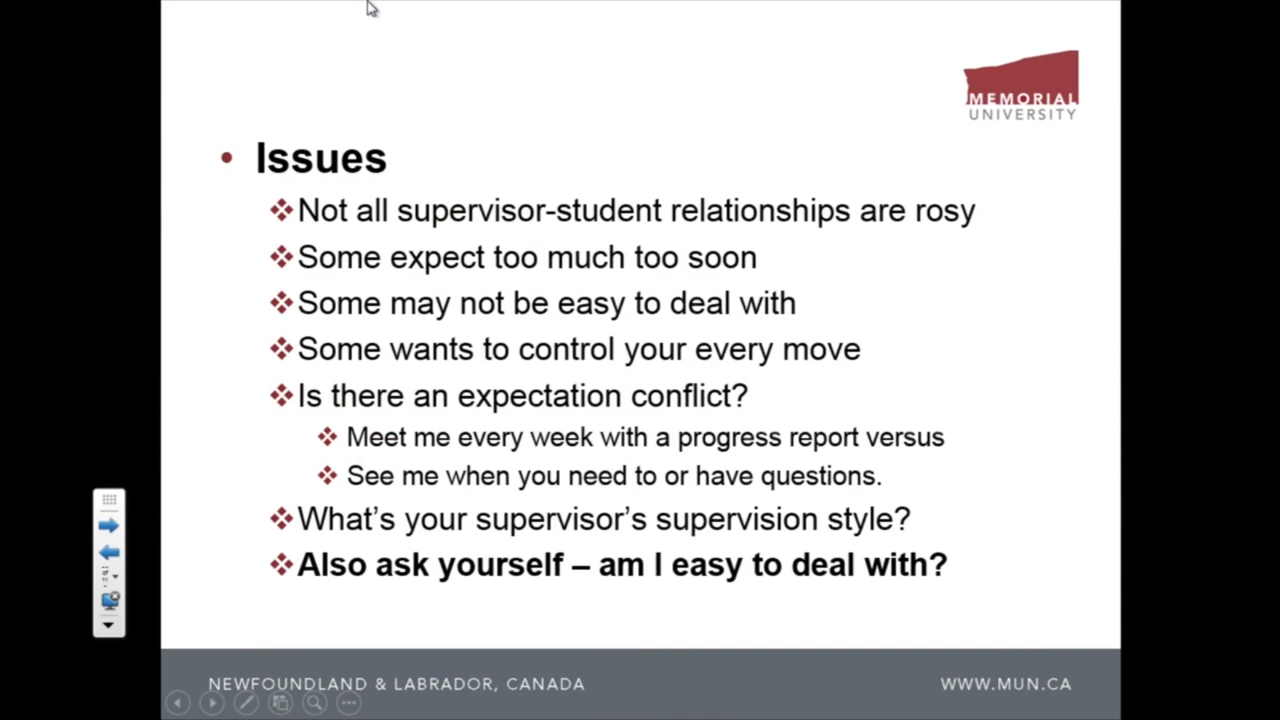 MEMORIAL
UNIVERSITY
Issues
Not all supervisor-student relationships are rosy
Some expect too much too soon
Some may not be easy to deal with
Some wants to control your every move
Is there an expectation conflict?
Meet me every week with a progress report versus
See me when you need to or have questions.
What's your supervisor's supervision style?
Also ask yourself – am I easy to deal with?
NEWFOUNDLAND & LABRADOR, CANADA
WWW.MUN.CA